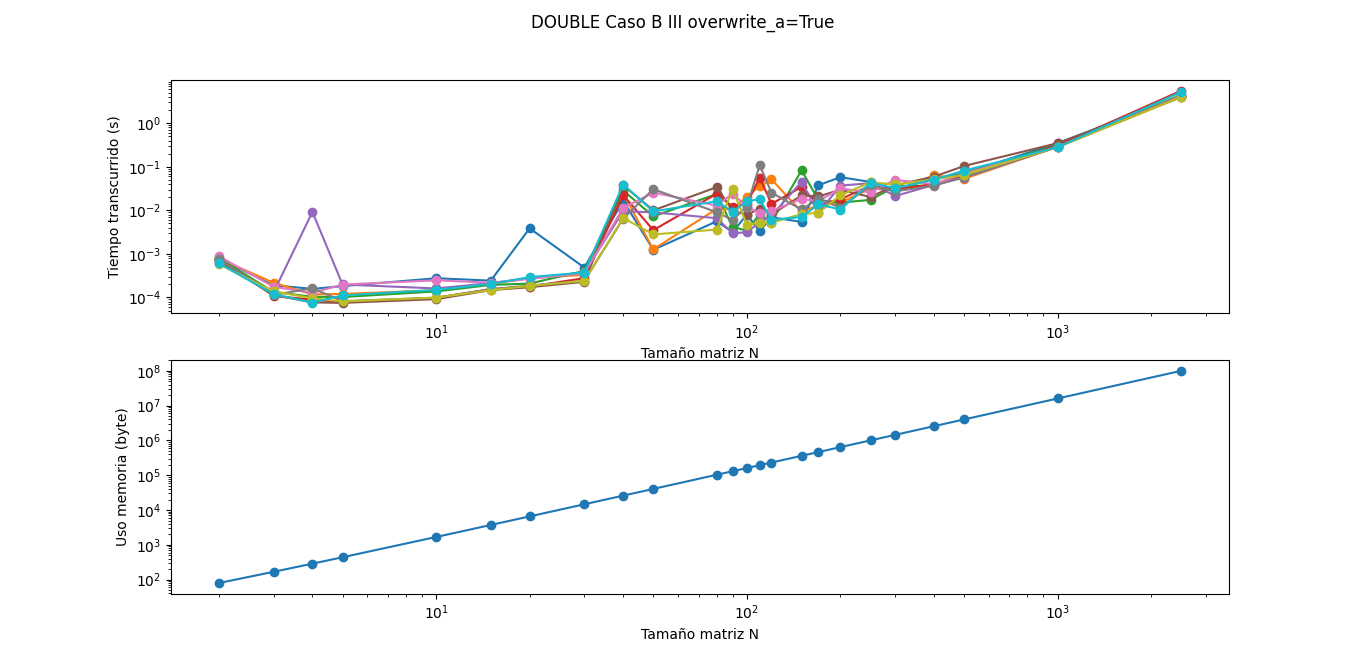 DOUBLE Caso B III overwrite_a=True
Tiempo transcurrido (s)
10⁰
10⁻¹
10⁻²
10⁻³
10⁻⁴
10¹ 10² 10³
Tamaño matriz N
Uso memoria (byte)
10⁸
10⁷
10⁶
10⁵
10⁴
10³
10²
10¹ 10² 10³
Tamaño matriz N